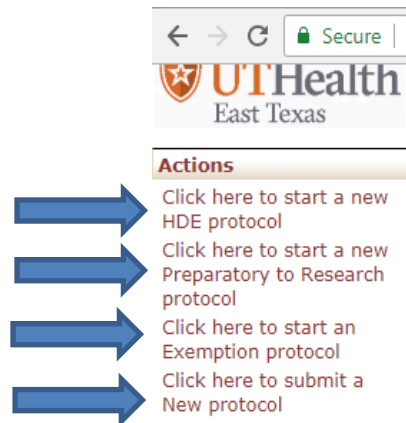 Secure
UTHealth
East Texas
Actions
Click here to start a new
HDE protocol
Click here to start a new
Preparatory to Research
protocol
Click here to start an
Exemption protocol
Click here to submit a
New protocol